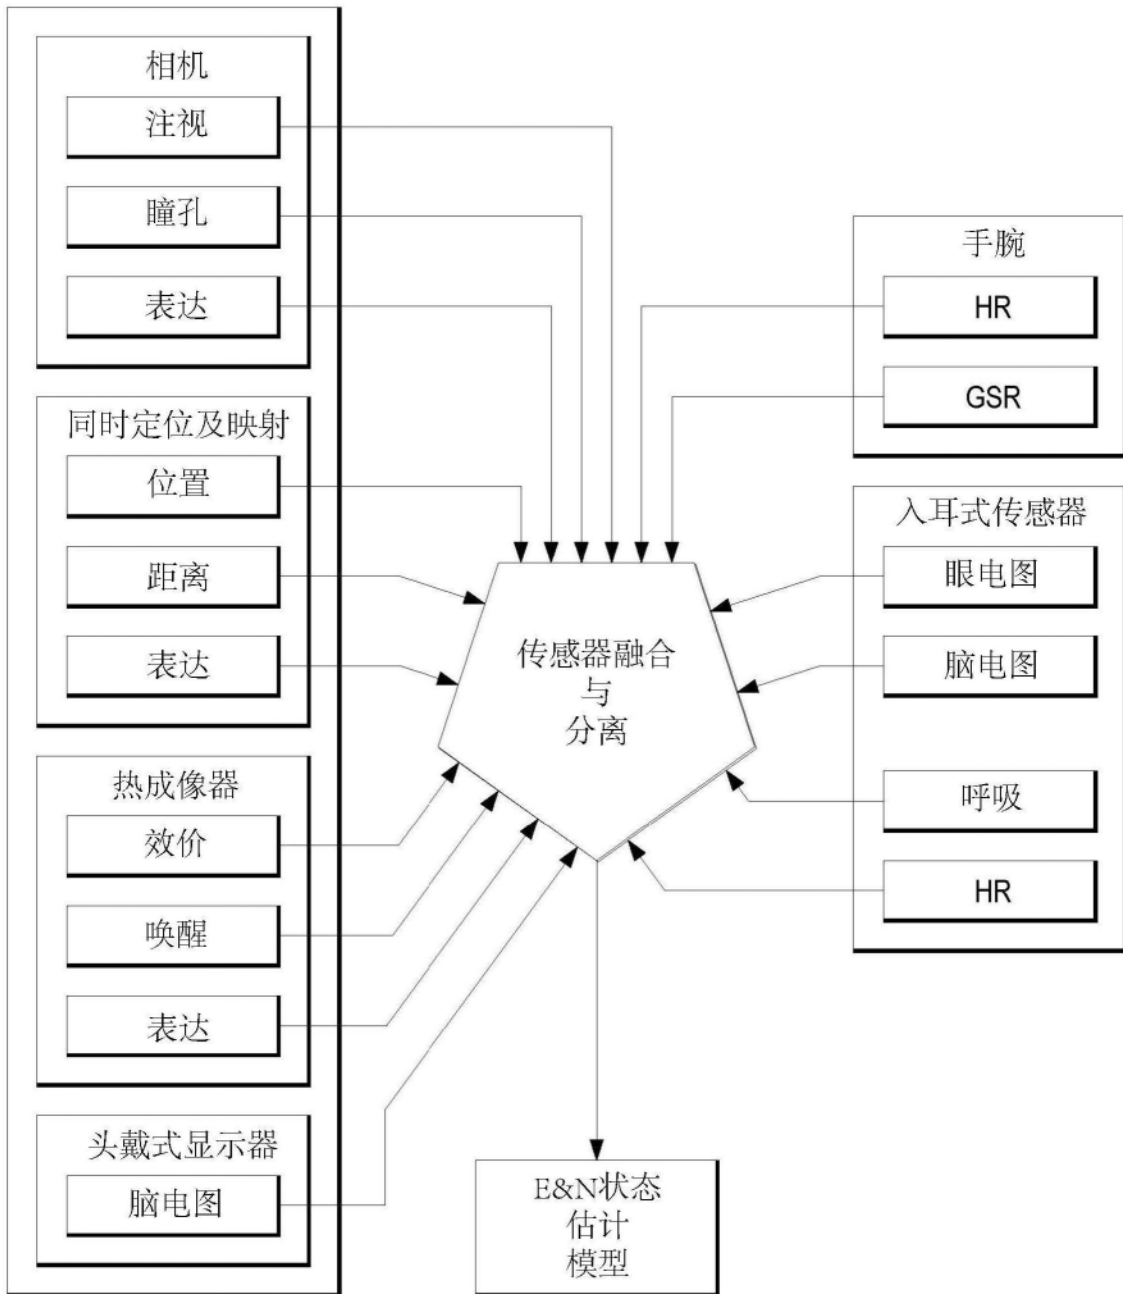 相机
注视
瞳孔
表达
同时定位及映射
位置
距离
表达
热成像器
效价
唤醒
表达
头戴式显示器
脑电图
传感器融合
与
分离
E&N状态
估计
模型
手腕
HR
GSR
入耳式传感器
眼电图
脑电图
呼吸
HR